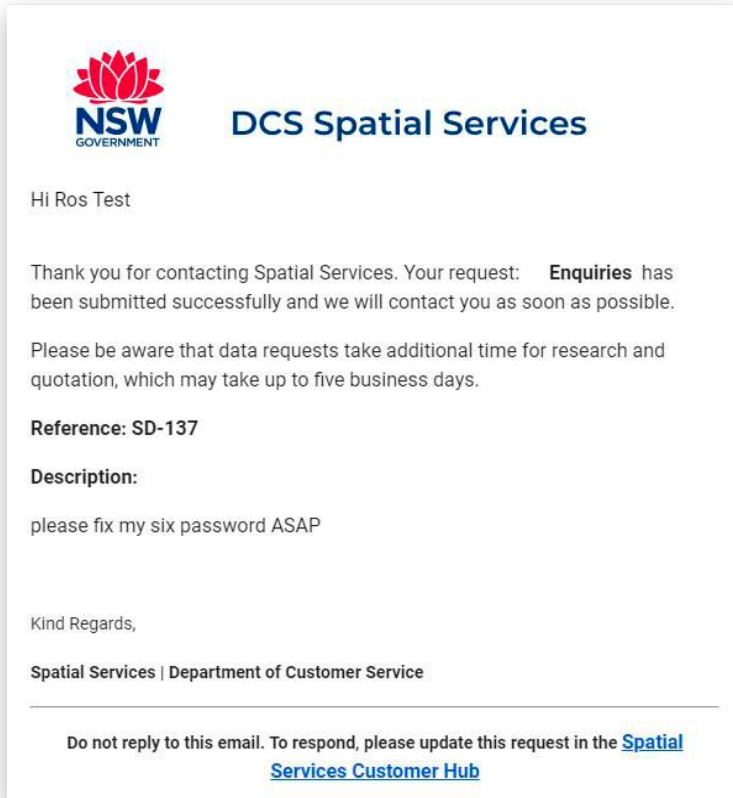 NSW
GOVERNMENT
DCS Spatial Services
Hi Ros Test
Thank you for contacting Spatial Services. Your request: Enquiries has
been submitted successfully and we will contact you as soon as possible.
Please be aware that data requests take additional time for research and
quotation, which may take up to five business days.
Reference: SD-137
Description:
please fix my six password ASAP
Kind Regards,
Spatial Services | Department of Customer Service
Do not reply to this email. To respond, please update this request in the Spatial
Services Customer Hub